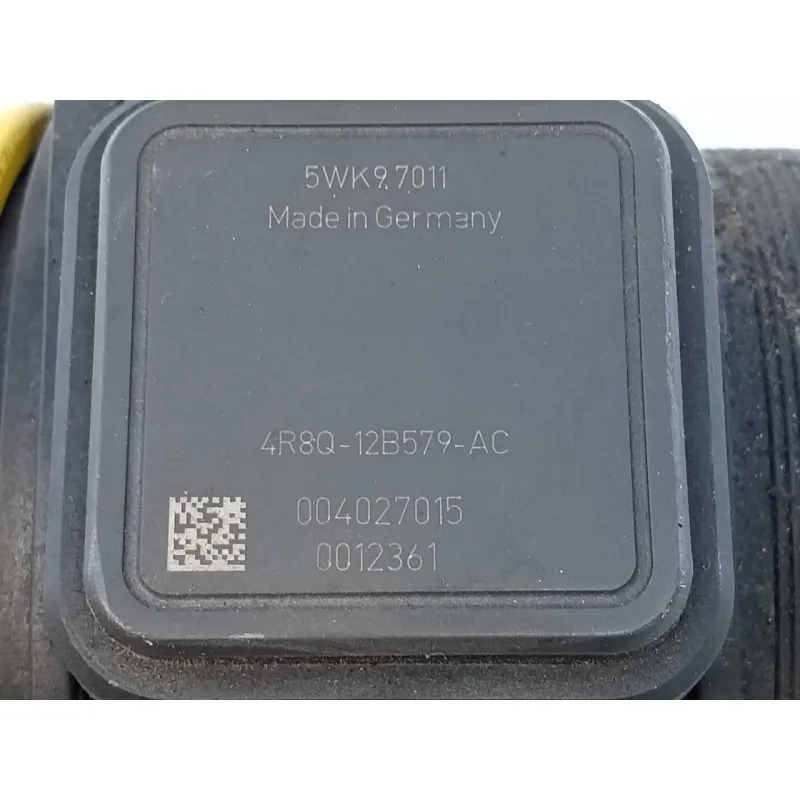 5WK9 7011
Made in Germany
4R8Q-12B579-AC
004027015
0012361